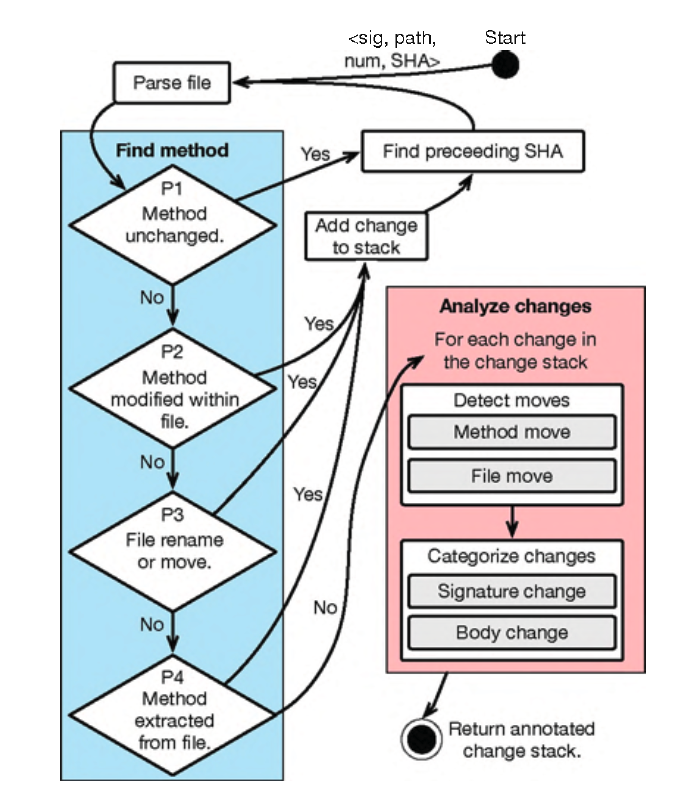 <sig, path,
num, SHA>
Start
Parse file
Find method
Yes
Find preceeding SHA
P1
Method
unchanged.
Add change
to stack
No
Yes
P2
Method
modified within
file.
Yes
No
P3
File rename
or move.
Yes
No
No
P4
Method
extracted
from file.
Analyze changes
For each change in
the change stack
Detect moves
Method move
File move
Categorize changes
Signature change
Body change
Return annotated
change stack.